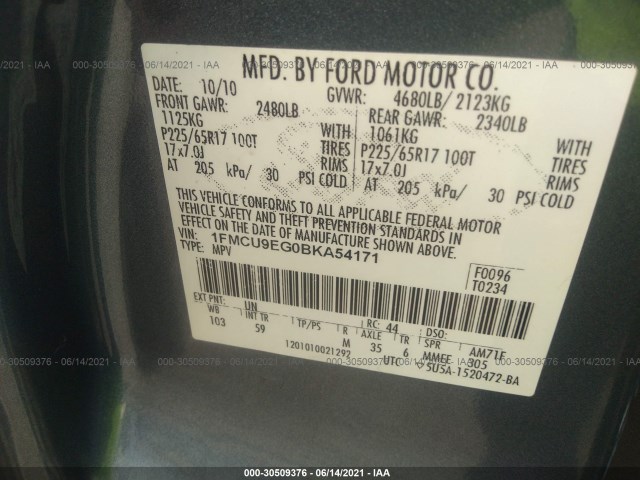 000-30509376 - 06/14/2021 - IAA
MFD. BY FORD MOTOR CO.
DATE: 10/10 GVWR: 4680LB/ 2123KG
FRONT GAWR: 2480LB REAR GAWR: 2340LB
1125KG WITH 1061KG WITH
P225/65R17 100T TIRES P225/65R17 100T TIRES
17x7.0J RIMS 17x7.0J RIMS
AT 205 kPa/ 30 PSI COLD AT 205 kPa/ 30 PSI COLD
THIS VEHICLE CONFORMS TO ALL APPLICABLE FEDERAL MOTOR
VEHICLE SAFETY AND THEFT PREVENTION STANDARDS IN
EFFECT ON THE DATE OF MANUFACTURE SHOWN ABOVE.
VIN: 1FMCU9EG0BKA54171
TYPE: MPV
F0096
T0234
EXT PNT: UN RC: 44 DSO:
WB INT TR TP/PS R AXLE TR SPR AM71F
103 59 M 35 6 MMEE 305
1201010021292 UTC 5U5A-1520472-BA
000-30509376 - 06/14/2021 - IAA